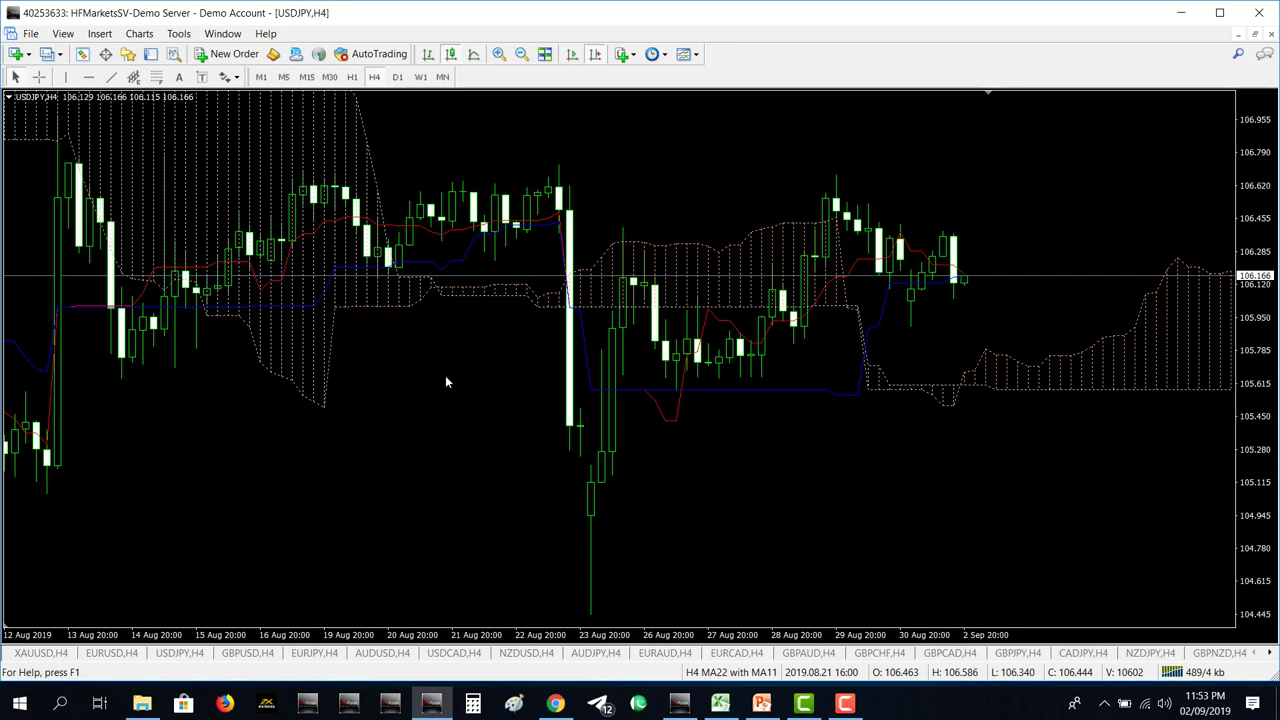 40253633: HFMarketsSV-Demo Server - Demo Account - [USDJPY,H4]
File View Insert Charts Tools Window Help
New Order AutoTrading
A T M1 M5 M15 M30 H1 H4 D1 W1 MN
USDJPY,H4 106.129 106.166 106.115 106.166
106.955
106.790
106.620
106.455
106.285
106.166
106.120
105.950
105.785
105.615
105.450
105.280
105.115
104.945
104.780
104.615
104.445
12 Aug 2019 13 Aug 20:00 14 Aug 20:00 15 Aug 20:00 16 Aug 20:00 19 Aug 20:00 20 Aug 20:00 21 Aug 20:00 22 Aug 20:00 23 Aug 20:00 26 Aug 20:00 27 Aug 20:00 28 Aug 20:00 29 Aug 20:00 30 Aug 20:00 2 Sep 20:00
XAUUSD,H4 EURUSD,H4 USDJPY,H4 GBPUSD,H4 EURJPY,H4 AUDUSD,H4 USDCAD,H4 NZDUSD,H4 AUDJPY,H4 EURAUD,H4 EURCAD,H4 GBPAUD,H4 GBPCHF,H4 GBPCAD,H4 GBPJPY,H4 CADJPY,H4 NZDJPY,H4 GBPNZD,H4
For Help, press F1 H4 MA22 with MA11 2019.08.21 16:00 O: 106.463 H: 106.586 L: 106.340 C: 106.444 V: 10602 489/4 kb
12 11:53 PM
02/09/2019